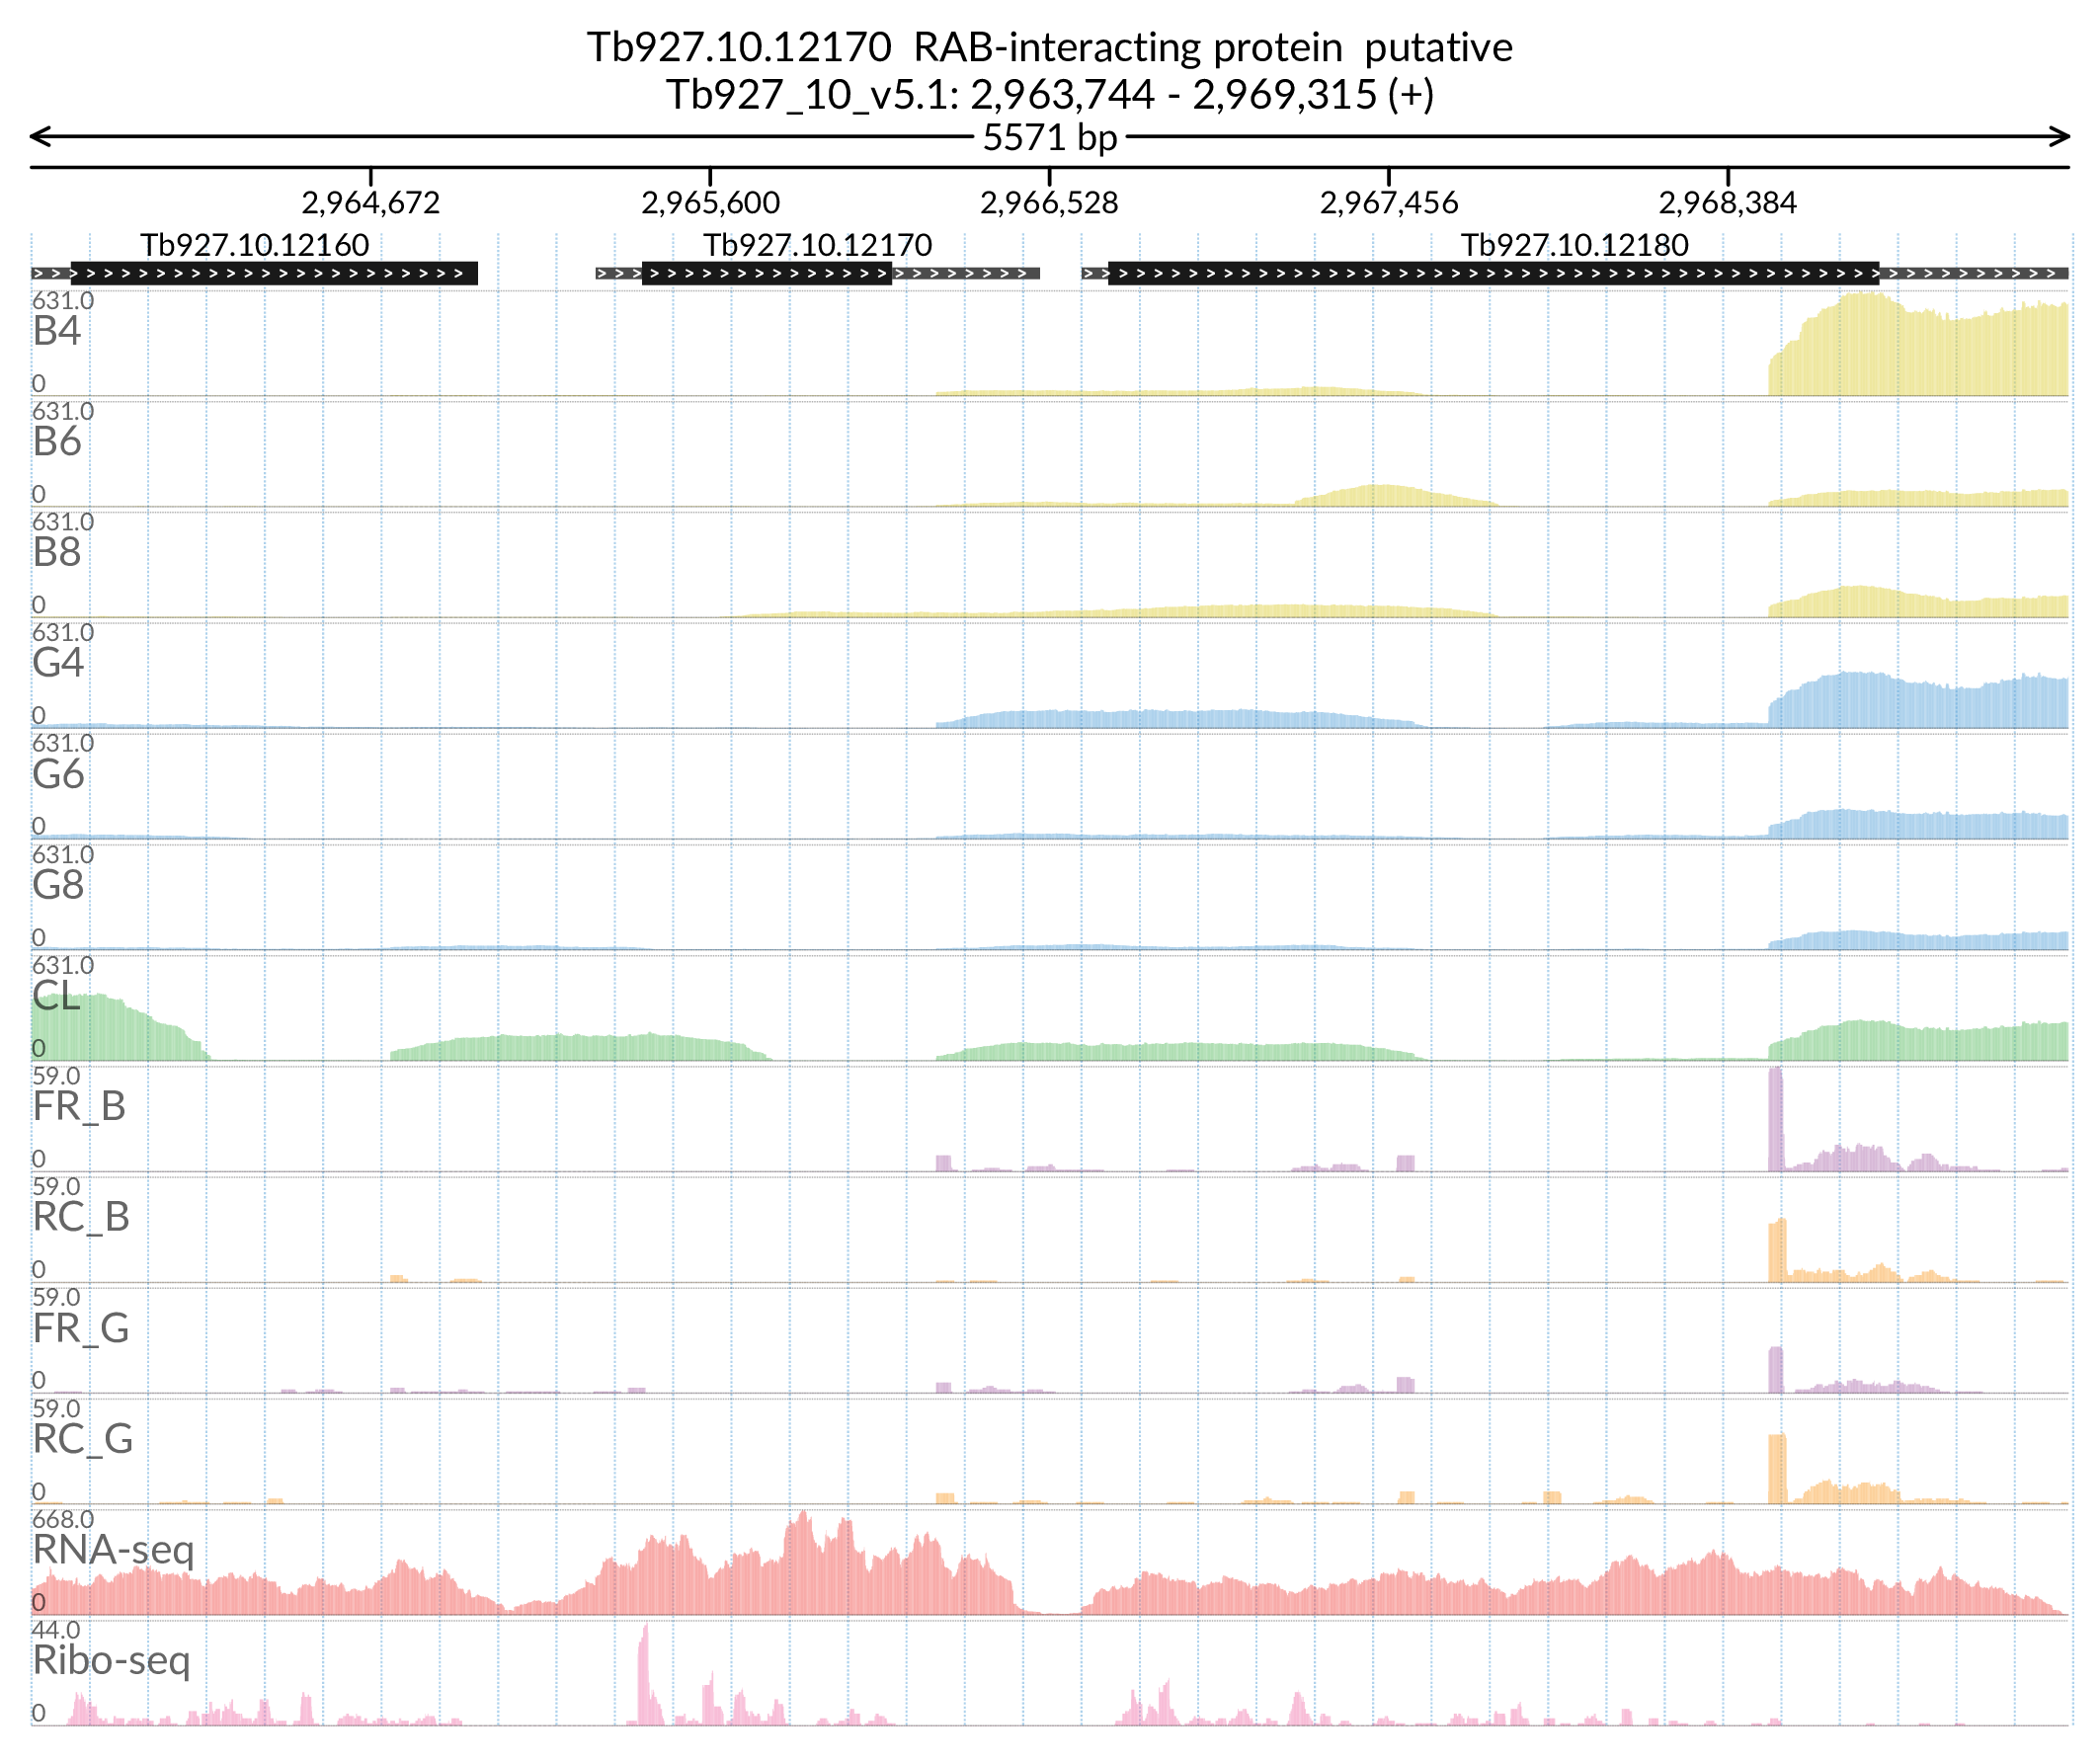 Tb927.10.12170  RAB-interacting protein  putative
Tb927_10_v5.1: 2,963,744 - 2,969,315 (+)
5571 bp
2,964,672 2,965,600 2,966,528 2,967,456 2,968,384
Tb927.10.12160 Tb927.10.12170 Tb927.10.12180
631.0
B4
0
631.0
B6
0
631.0
B8
0
631.0
G4
0
631.0
G6
0
631.0
G8
0
631.0
CL
0
59.0
FR_B
0
59.0
RC_B
0
59.0
FR_G
0
59.0
RC_G
0
668.0
RNA-seq
0
44.0
Ribo-seq
0